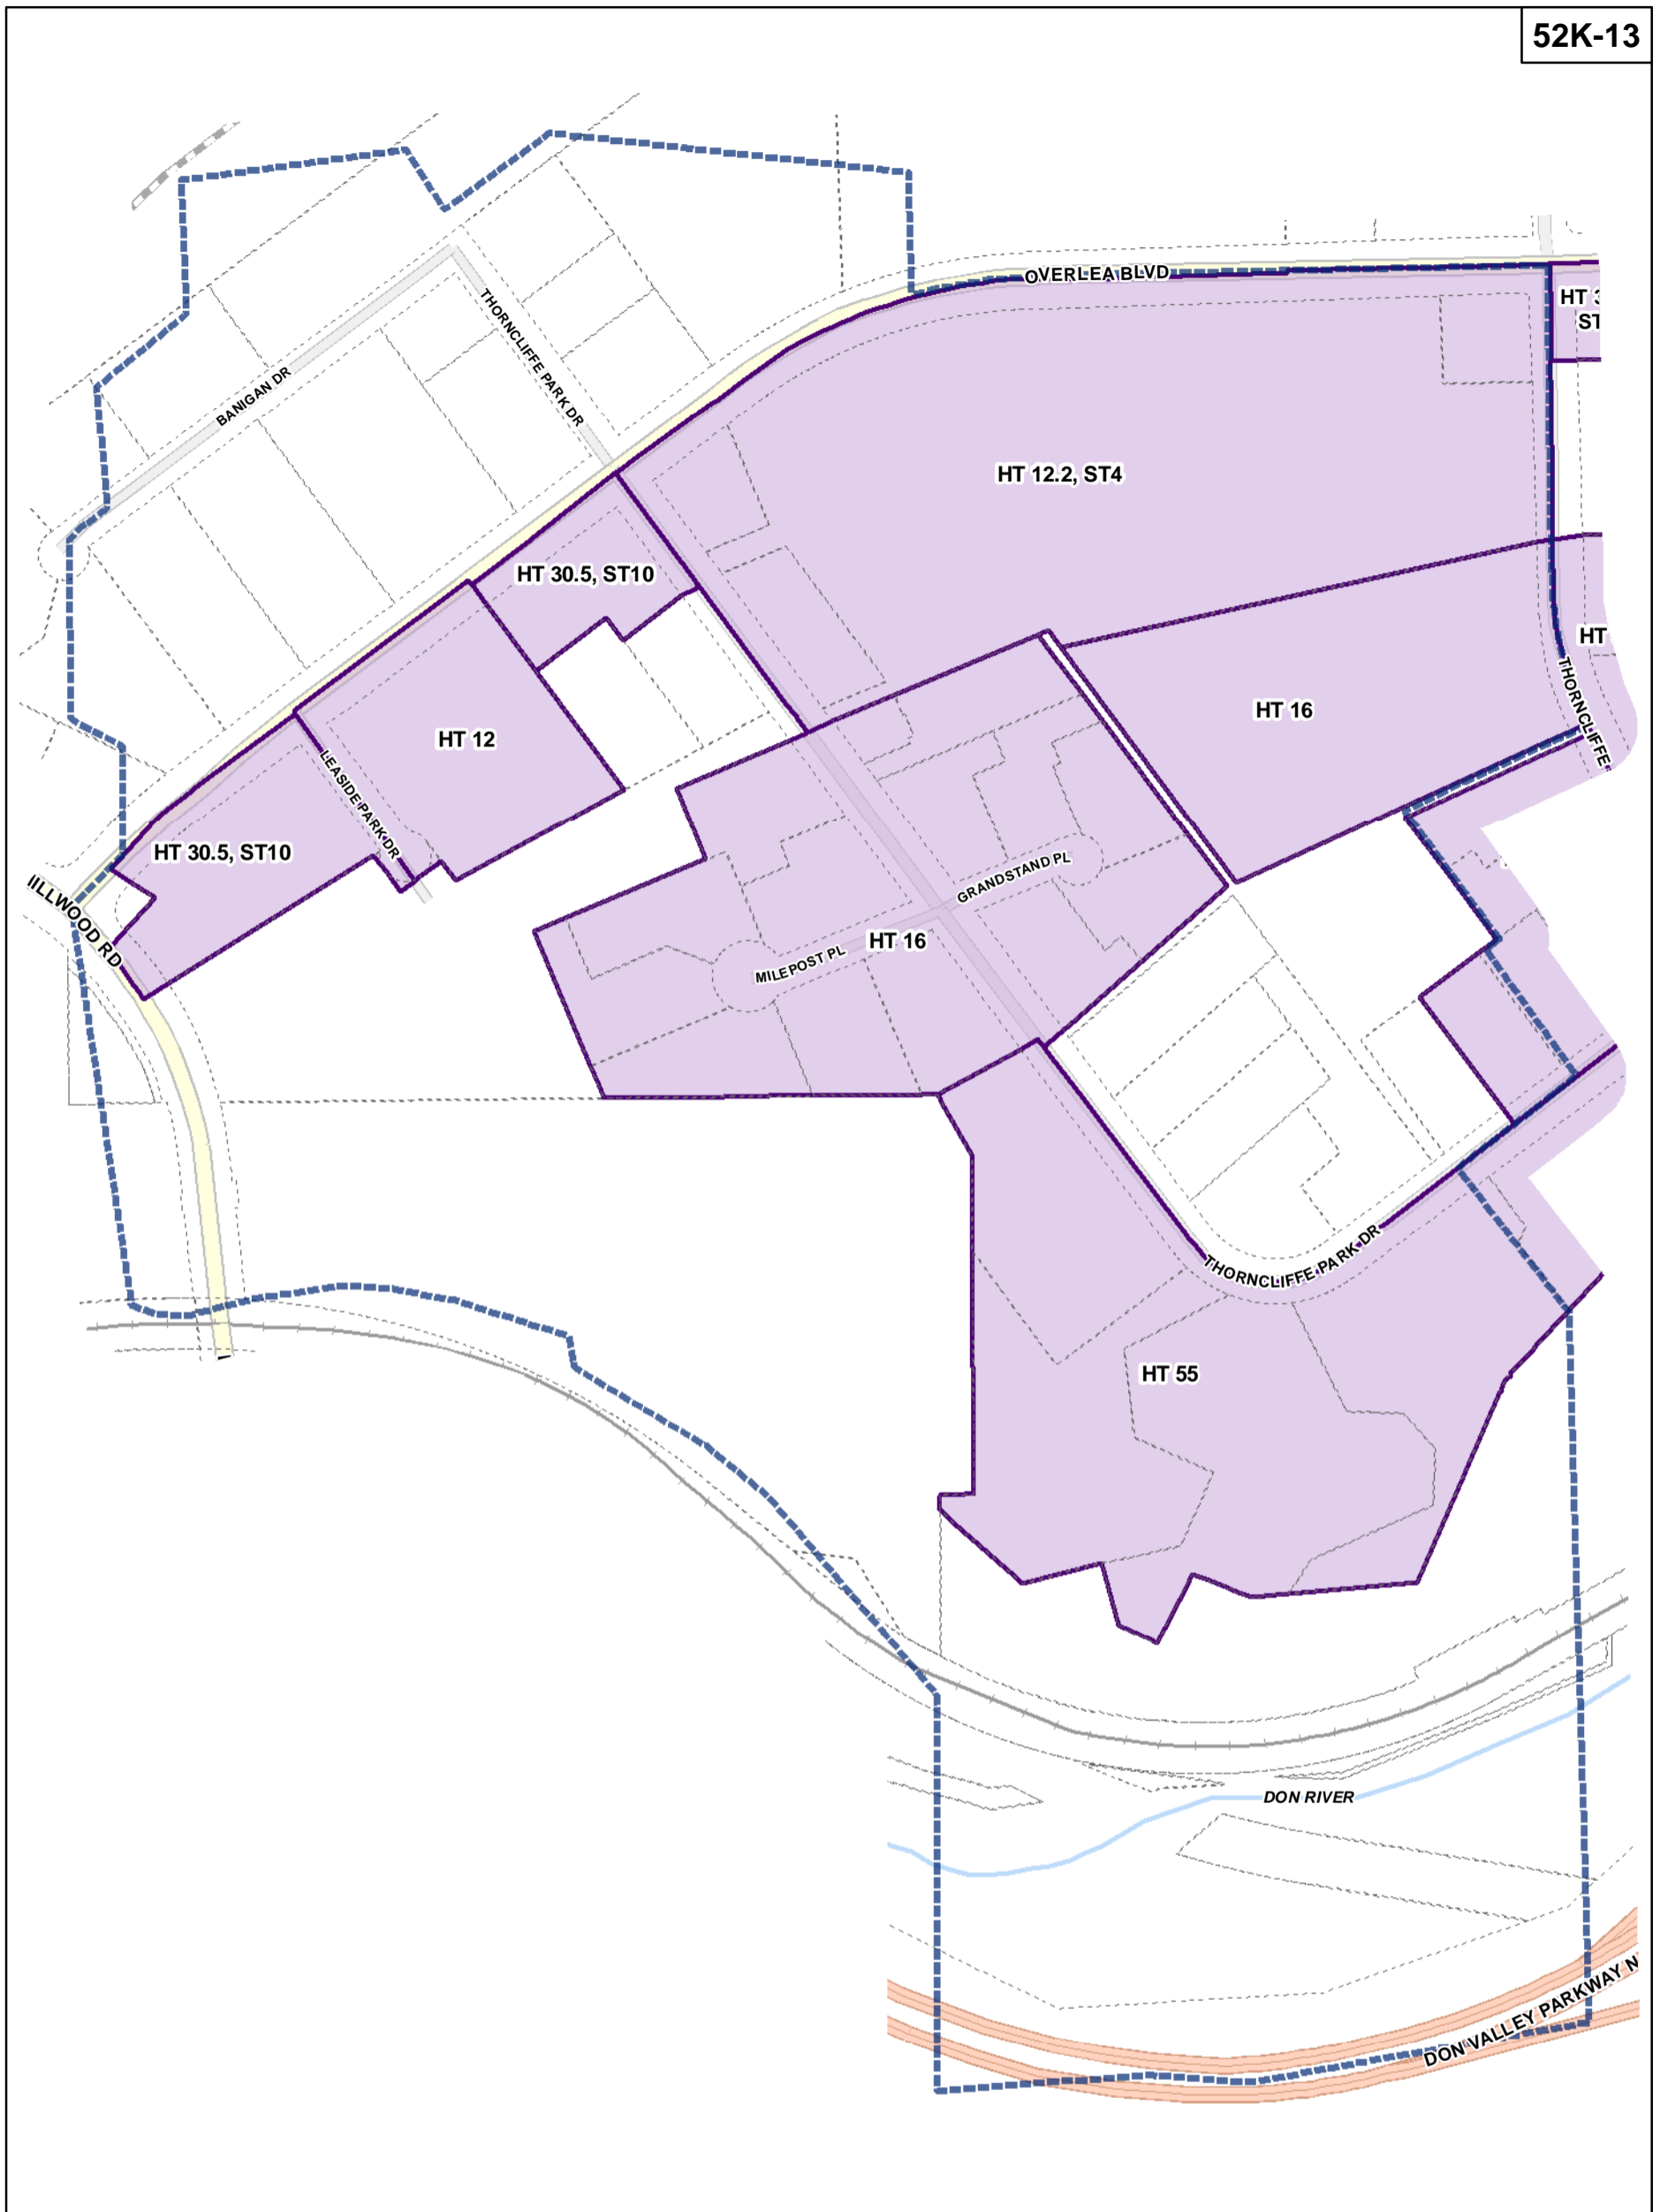 52K-13
OVERLEA BLVD
THORNCLIFFE PARK DR
BANIGAN DR
HT 12.2, ST4
HT 30.5, ST10
HT
HT 16
THORNCLIFFE
HT 12
LEASIDE PARK DR
HT 30.5, ST10
GRANDSTAND PL
HT 16
MILEPOST PL
RD
THORNCLIFFE PARK DR
HT 55
DON RIVER
DON VALLEY PARKWAY N